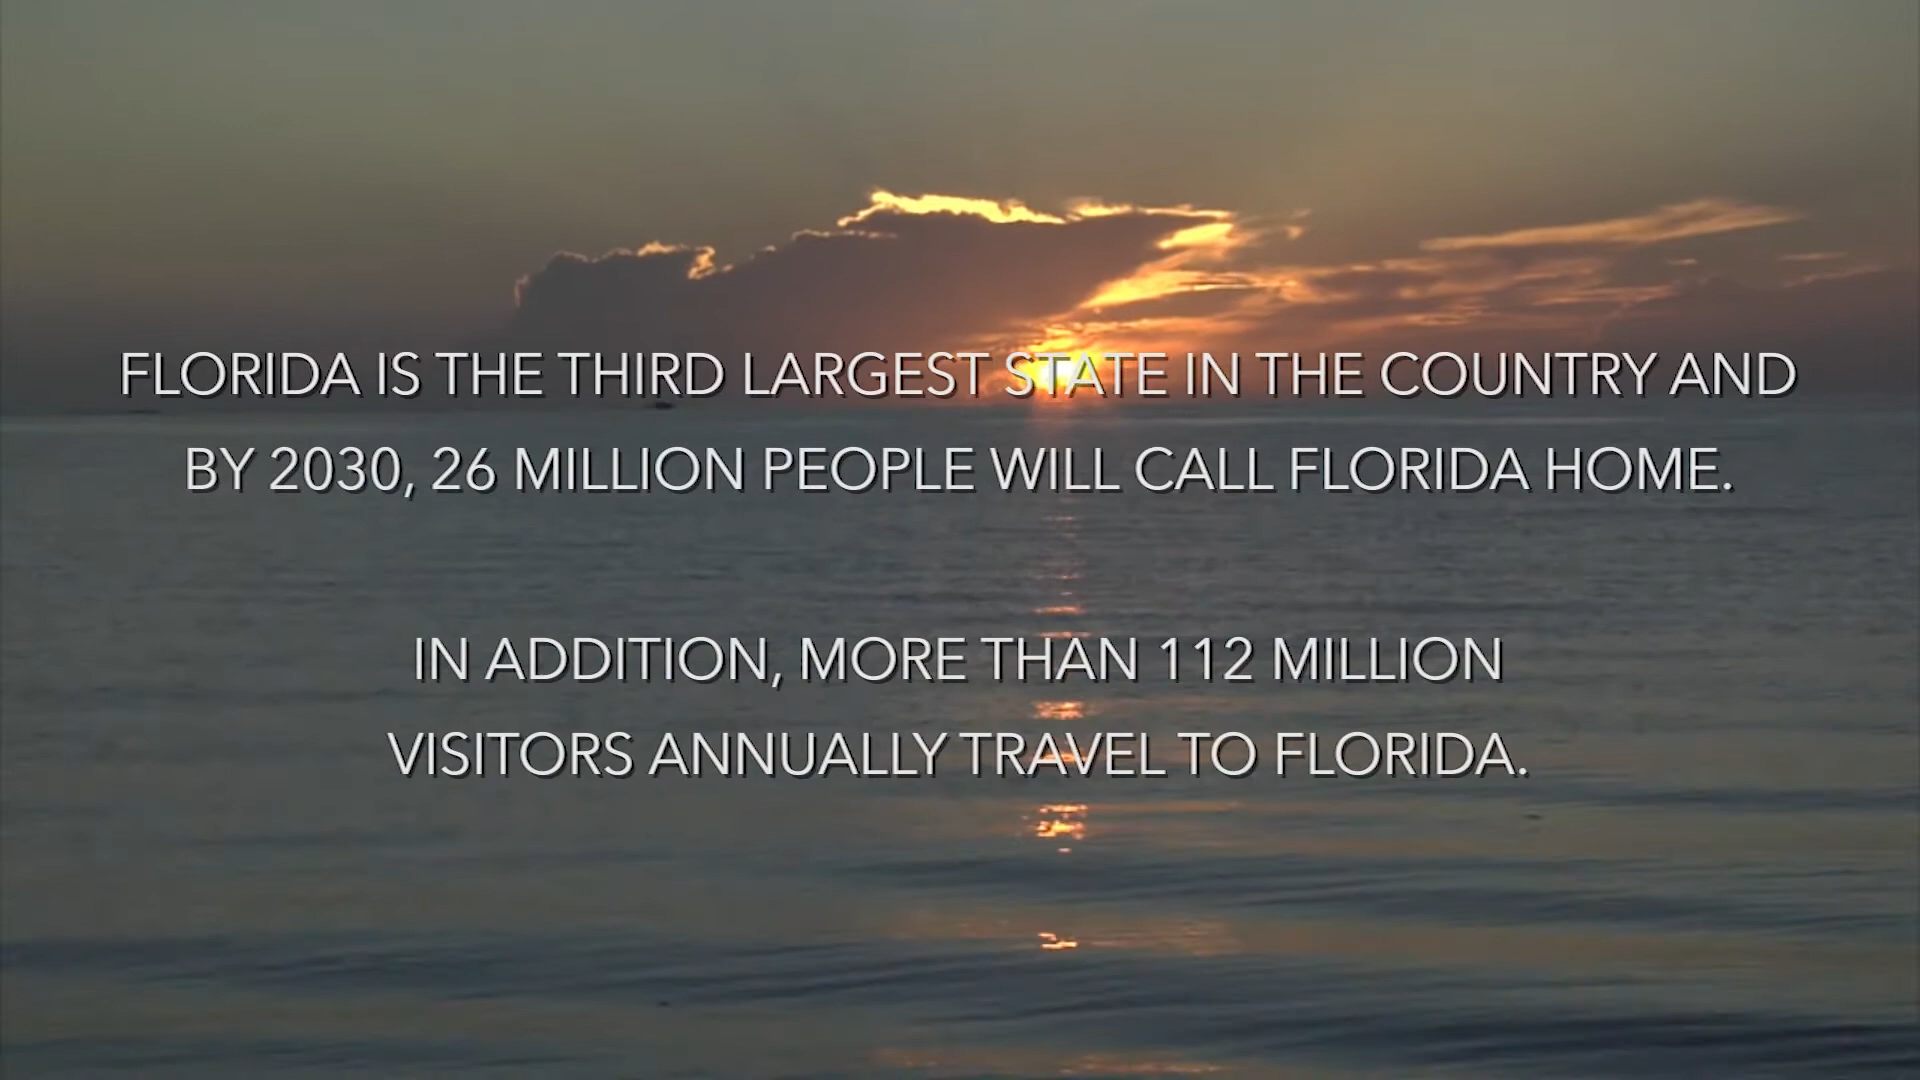 FLORIDA IS THE THIRD LARGEST STATE IN THE COUNTRY AND
BY 2030, 26 MILLION PEOPLE WILL CALL FLORIDA HOME.
IN ADDITION, MORE THAN 112 MILLION
VISITORS ANNUALLY TRAVEL TO FLORIDA.